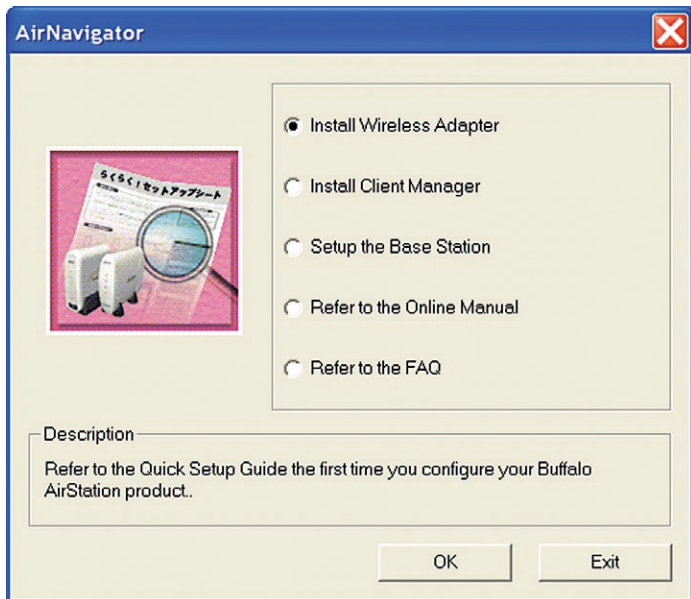 AirNavigator
Install Wireless Adapter
らくらく！セットアップシート
Install Client Manager
Setup the Base Station
Refer to the Online Manual
Refer to the FAQ
Description
Refer to the Quick Setup Guide the first time you configure your Buffalo
AirStation product..
OK
Exit